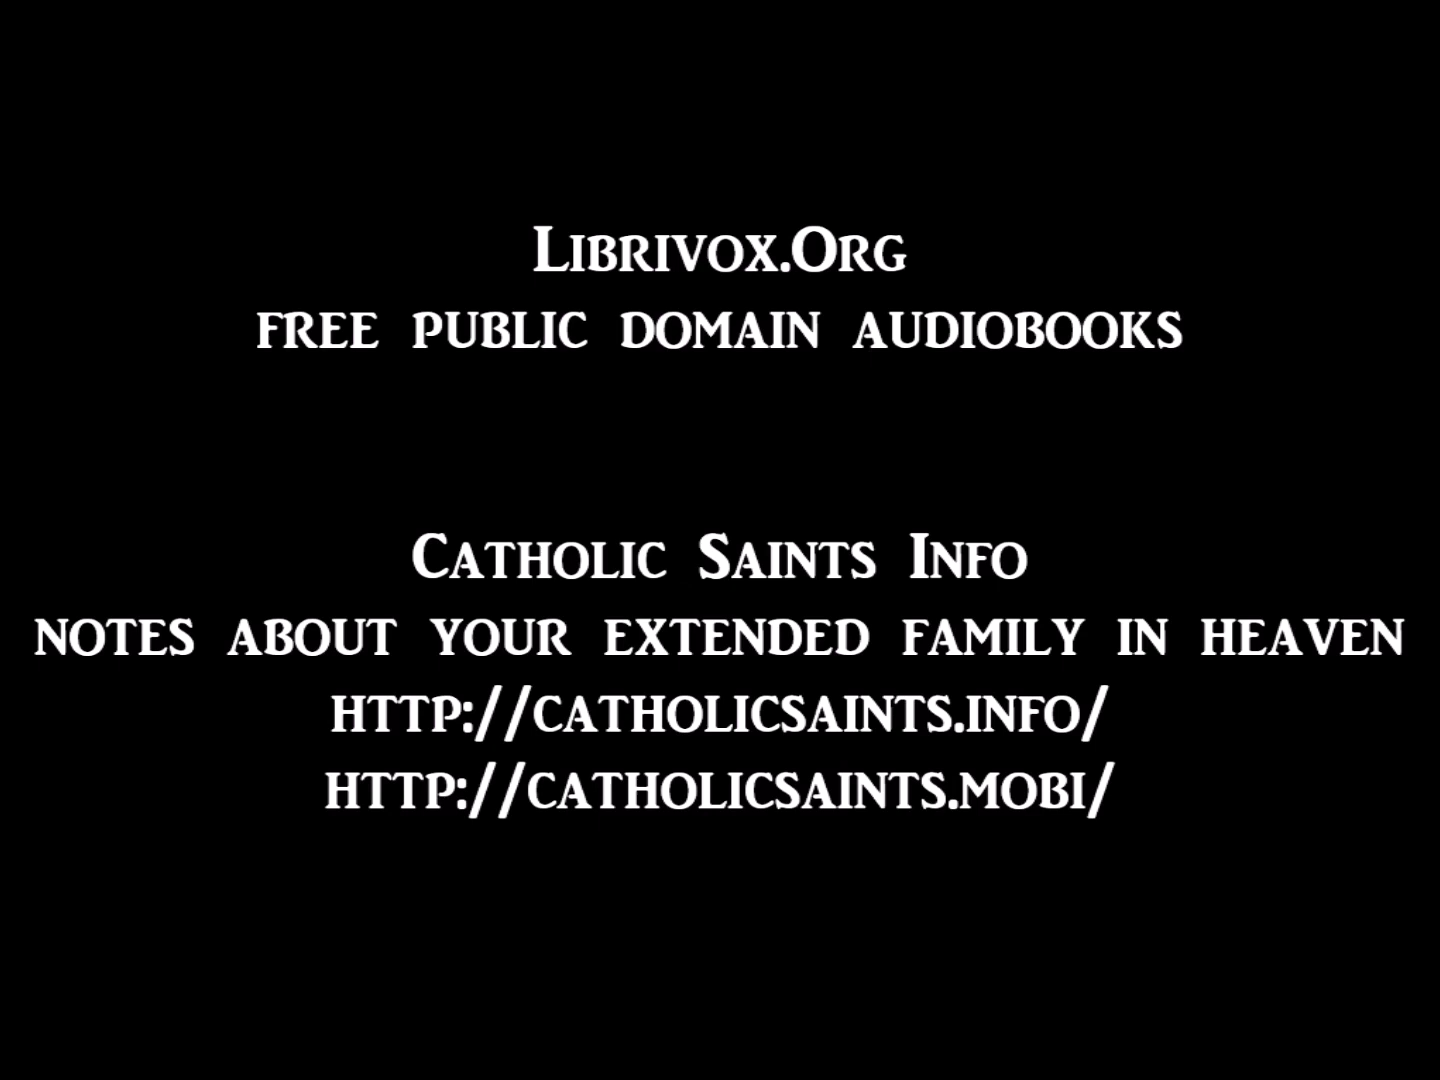 Librivox.Org
free public domain audiobooks
Catholic Saints Info
notes about your extended family in heaven
http://catholicsaints.info/
http://catholicsaints.mobi/